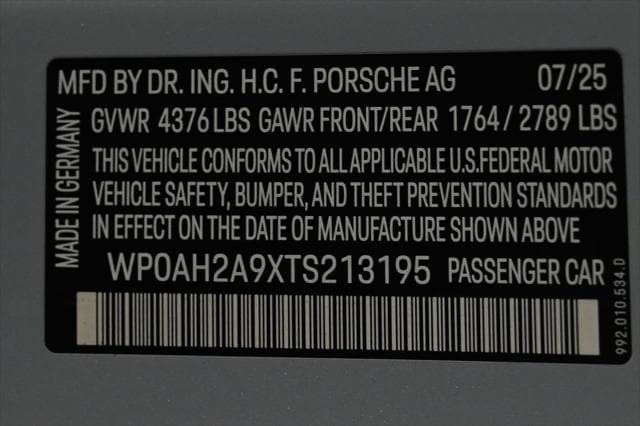 MFD BY DR. ING. H.C. F. PORSCHE AG 07/25
GVWR 4376 LBS GAWR FRONT/REAR 1764 / 2789 LBS
THIS VEHICLE CONFORMS TO ALL APPLICABLE U.S.FEDERAL MOTOR
VEHICLE SAFETY, BUMPER, AND THEFT PREVENTION STANDARDS
IN EFFECT ON THE DATE OF MANUFACTURE SHOWN ABOVE
WP0AH2A9XTS213195 PASSENGER CAR
MADE IN GERMANY
992.010.534.D